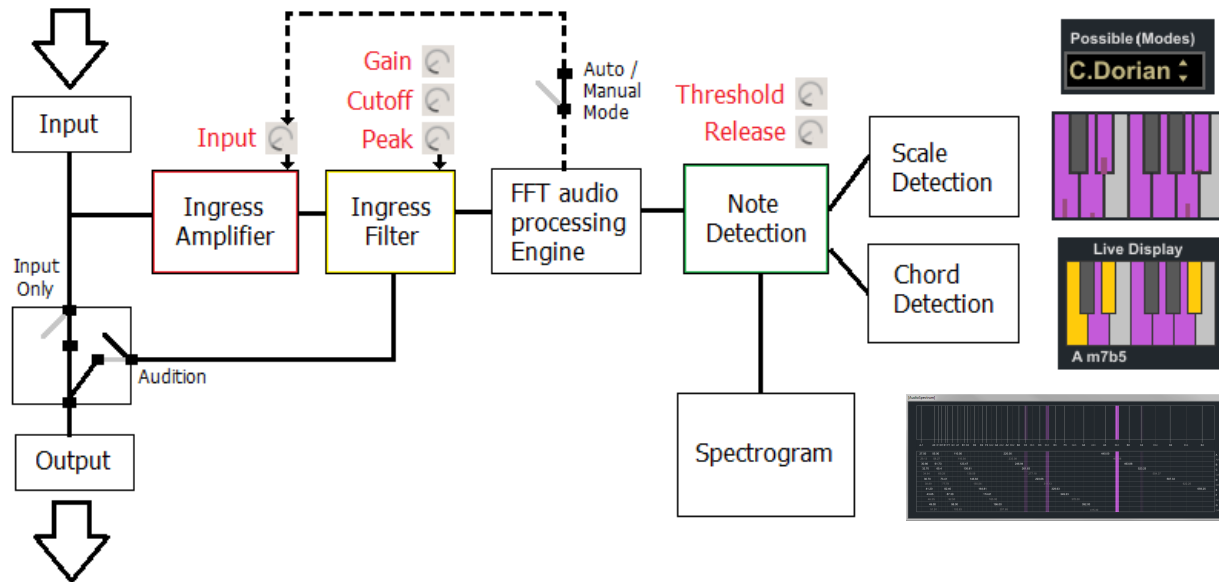 Input
Input
Only
Audition
Output
Input
Ingress
Amplifier
Gain
Cutoff
Peak
Ingress
Filter
Auto /
Manual
Mode
FFT audio
processing
Engine
Threshold
Release
Note
Detection
Scale
Detection
Chord
Detection
Spectrogram
Possible (Modes)
C.Dorian
Live Display
A m7b5